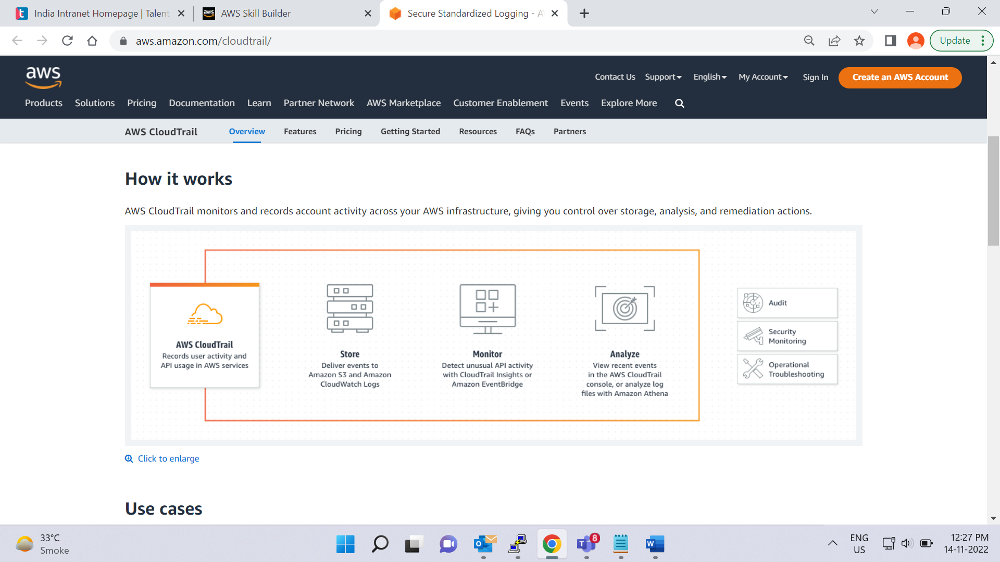 India Intranet Homepage | Talent
AWS Skill Builder
Secure Standardized Logging - A
aws.amazon.com/cloudtrail/
Update
aws
Contact Us Support English My Account Sign In Create an AWS Account
Products Solutions Pricing Documentation Learn Partner Network AWS Marketplace Customer Enablement Events Explore More
AWS CloudTrail Overview Features Pricing Getting Started Resources FAQs Partners
How it works
AWS CloudTrail monitors and records account activity across your AWS infrastructure, giving you control over storage, analysis, and remediation actions.
AWS CloudTrail
Records user activity and
API usage in AWS services
Store
Deliver events to
Amazon S3 and Amazon
CloudWatch Logs
Monitor
Detect unusual API activity
with CloudTrail Insights or
Amazon EventBridge
Analyze
View recent events
in the AWS CloudTrail
console, or analyze log
files with Amazon Athena
Audit
Security
Monitoring
Operational
Troubleshooting
Click to enlarge
Use cases
33°C
Smoke
8
ENG
US
12:27 PM
14-11-2022